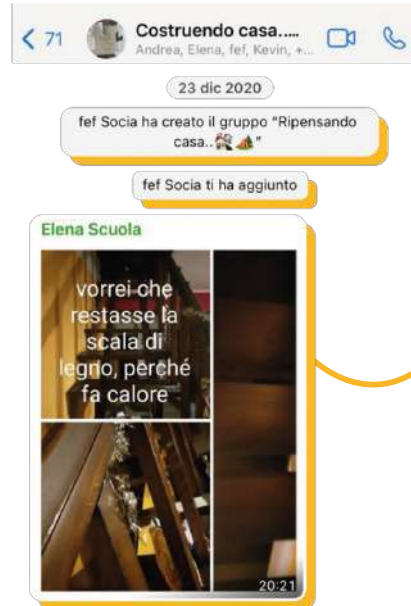 71
Costruendo casa.....
Andrea, Elena, fef, Kevin, +...
23 dic 2020
fef Socia ha creato il gruppo "Ripensando
casa.. "
fef Socia ti ha aggiunto
Elena Scuola
vorrei che
restasse la
scala di
legno, perché
fa calore
20:21